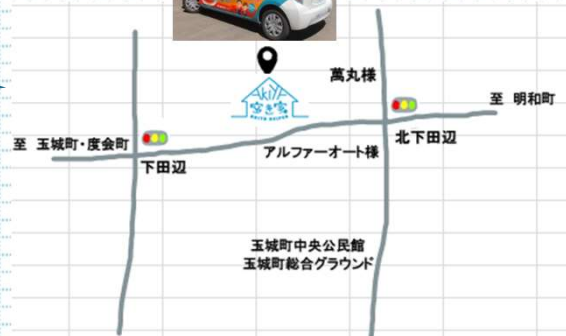 萬丸様
至 明和町
AKIYA
空き家
北下田辺
至 玉城町・度会町
アルファーオート様
下田辺
玉城町中央公民館
玉城町総合グラウンド